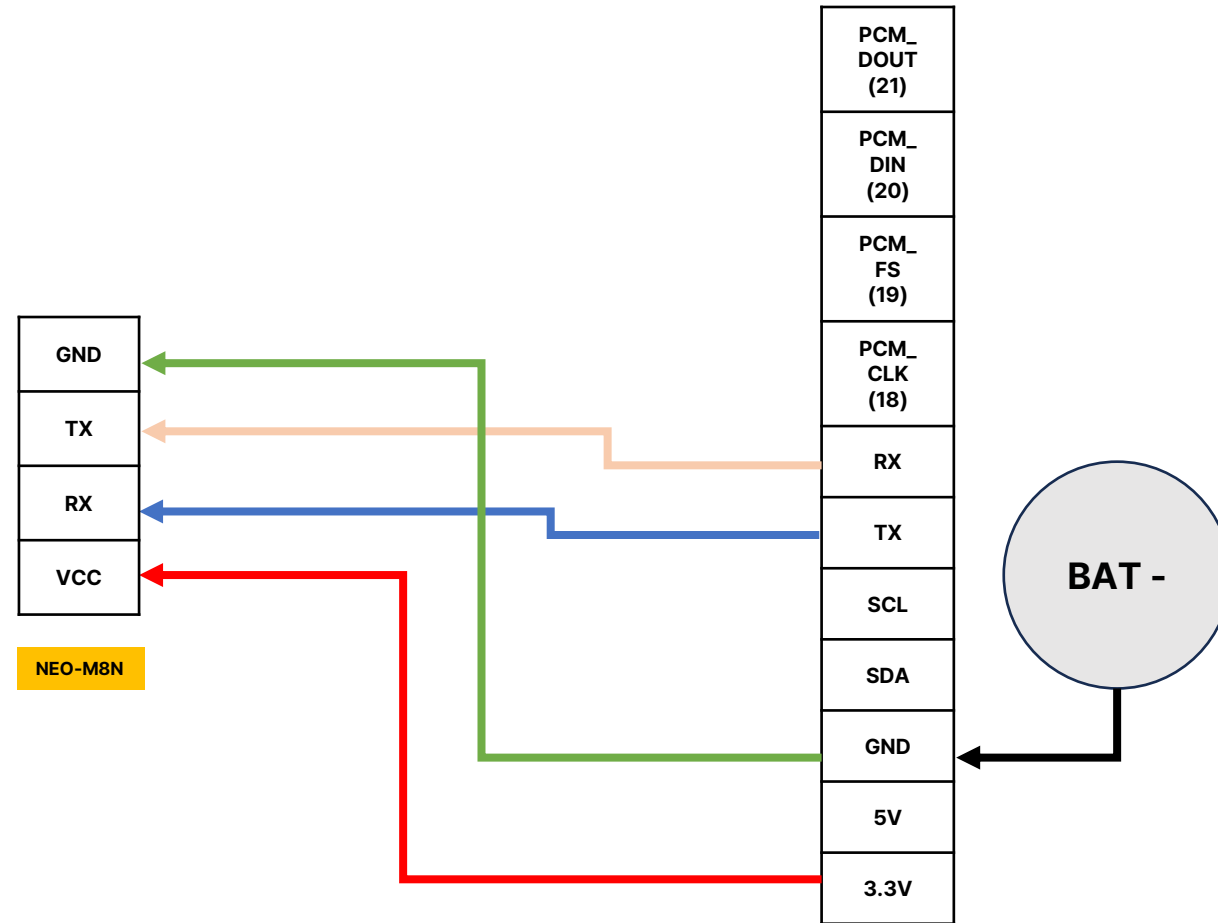 PCM_
DOUT
(21)
PCM_
DIN
(20)
PCM_
FS
(19)
PCM_
CLK
(18)
RX
TX
SCL
SDA
GND
5V
3.3V
GND
TX
RX
VCC
NEO-M8N
BAT -